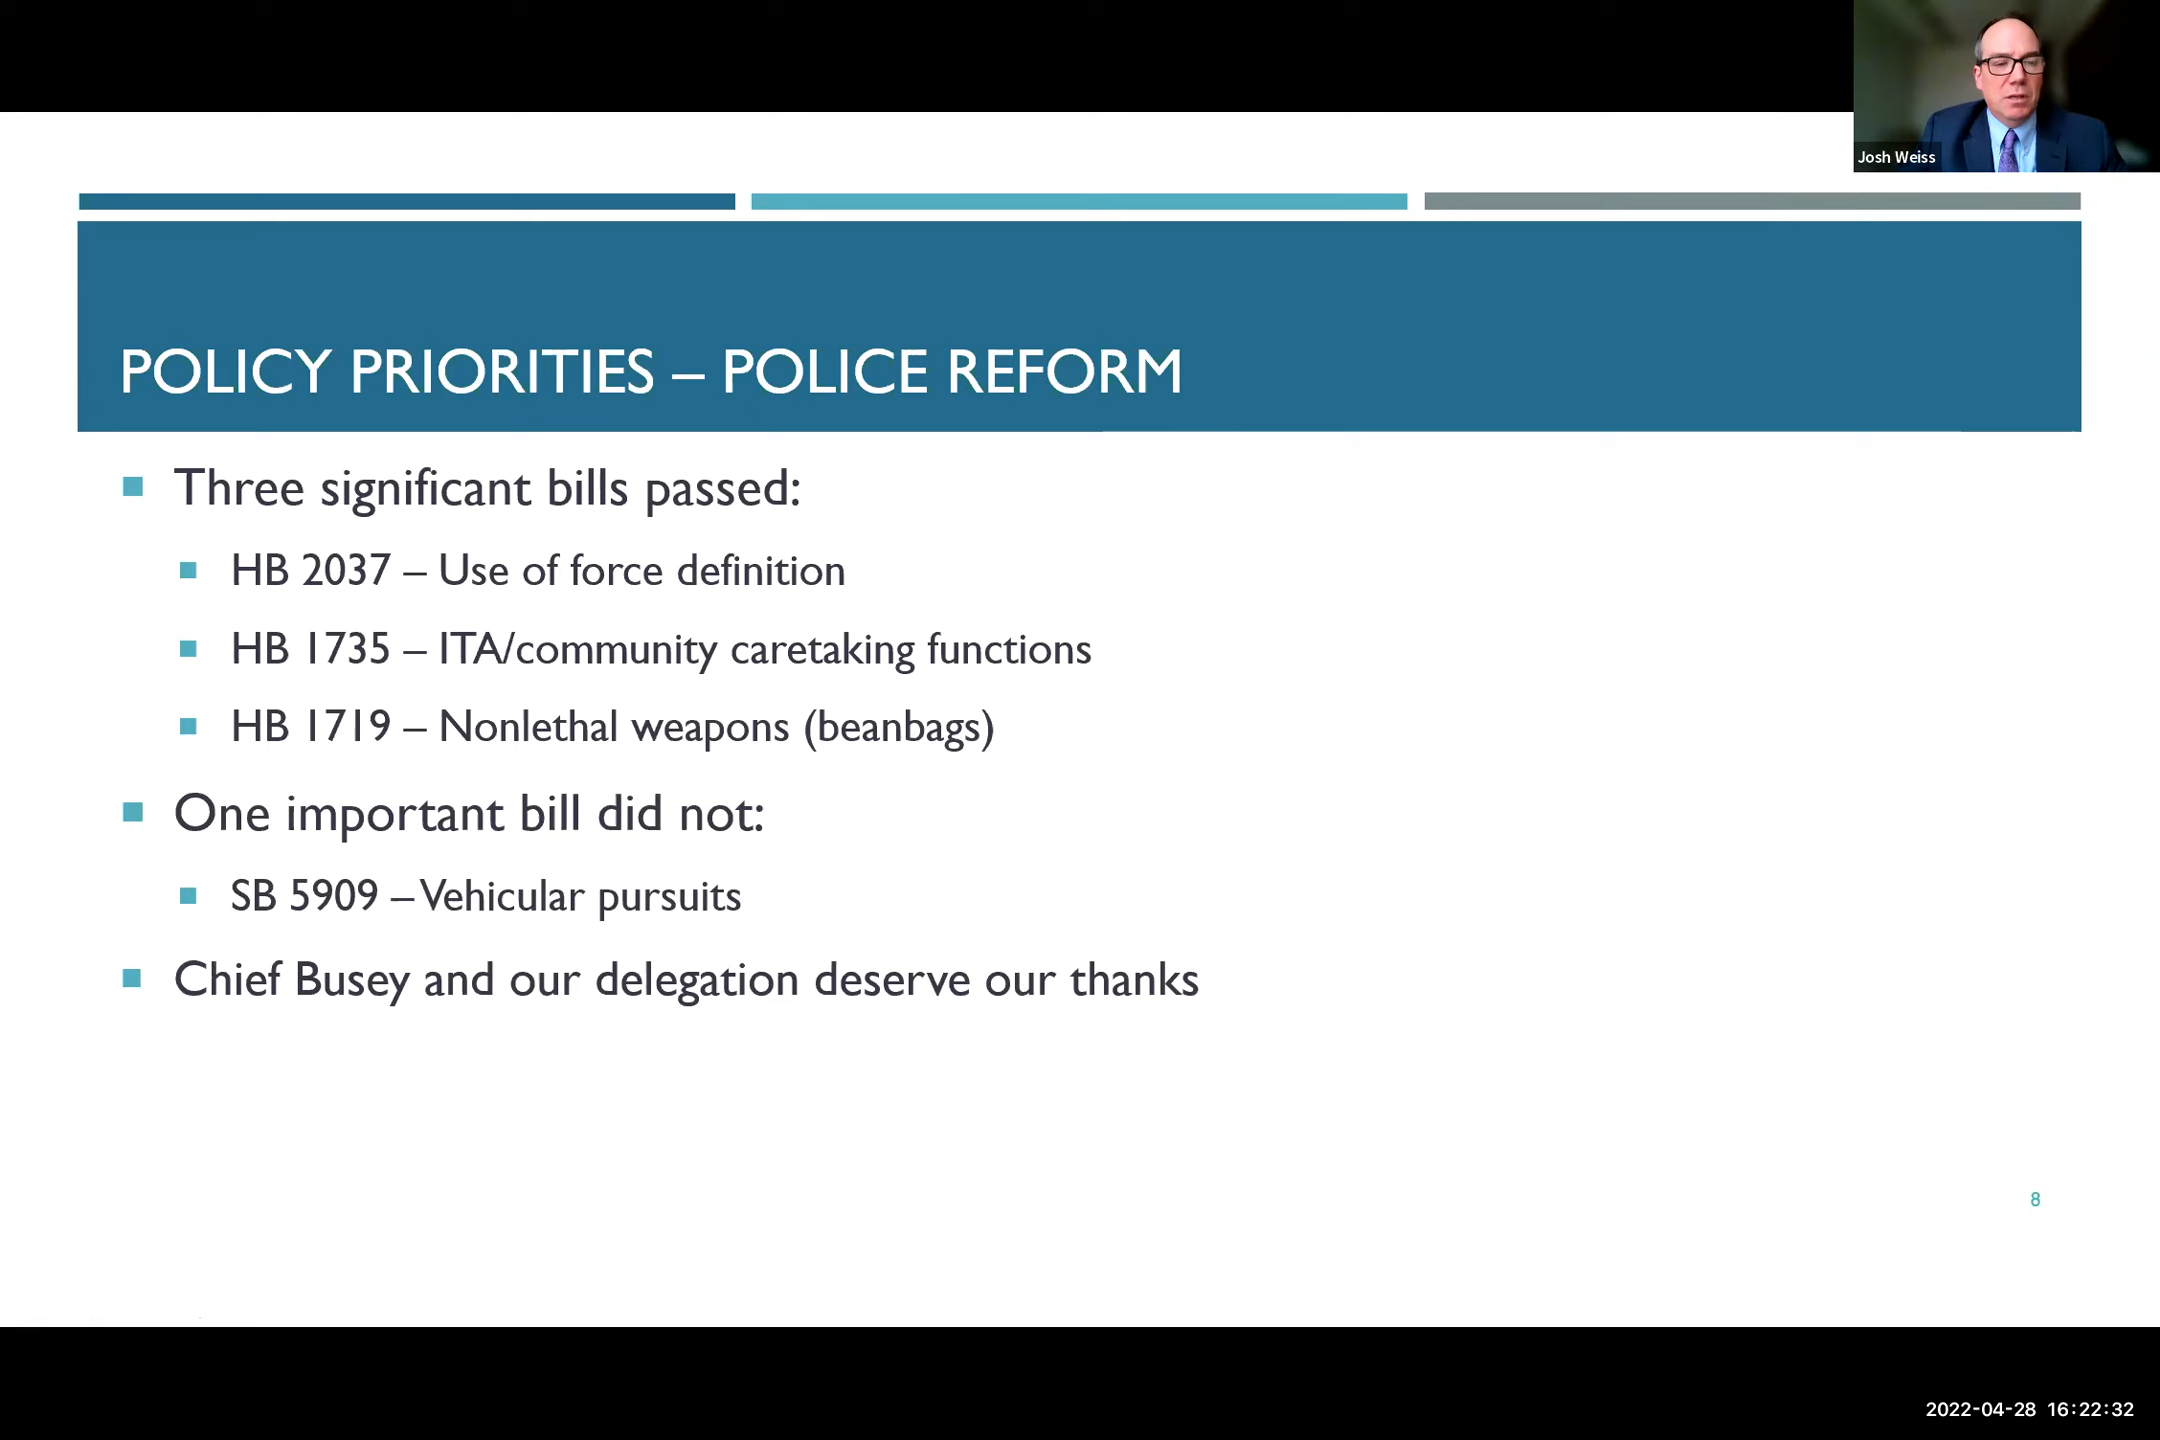 Josh Weiss
POLICY PRIORITIES – POLICE REFORM
Three significant bills passed:
HB 2037 – Use of force definition
HB 1735 – ITA/community caretaking functions
HB 1719 – Nonlethal weapons (beanbags)
One important bill did not:
SB 5909 – Vehicular pursuits
Chief Busey and our delegation deserve our thanks
8
2022-04-28 16:22:32